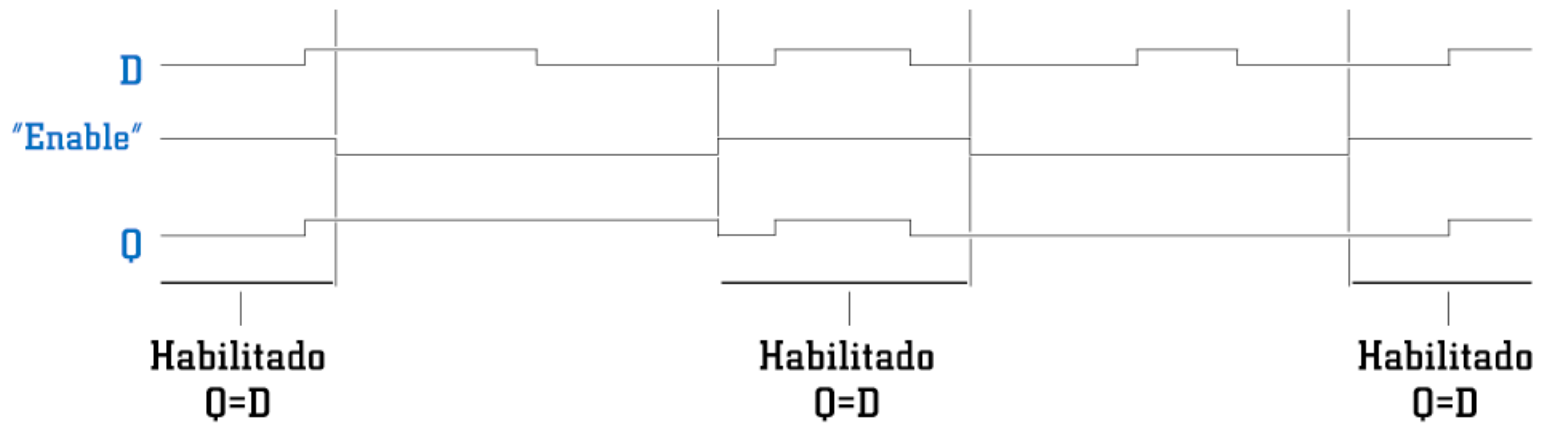 D
"Enable"
Q
Habilitado
Q=D
Habilitado
Q=D
Habilitado
Q=D